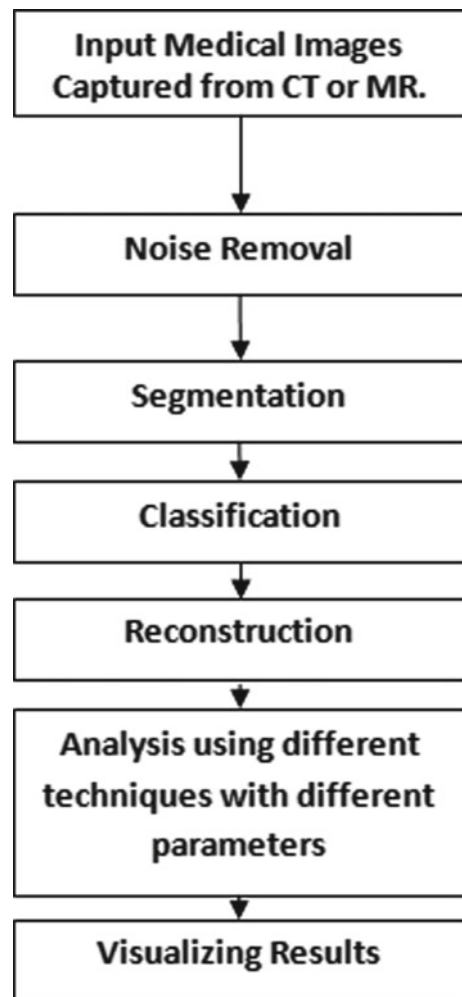 Input Medical Images
Captured from CT or MR.
Noise Removal
Segmentation
Classification
Reconstruction
Analysis using different
techniques with different
parameters
Visualizing Results